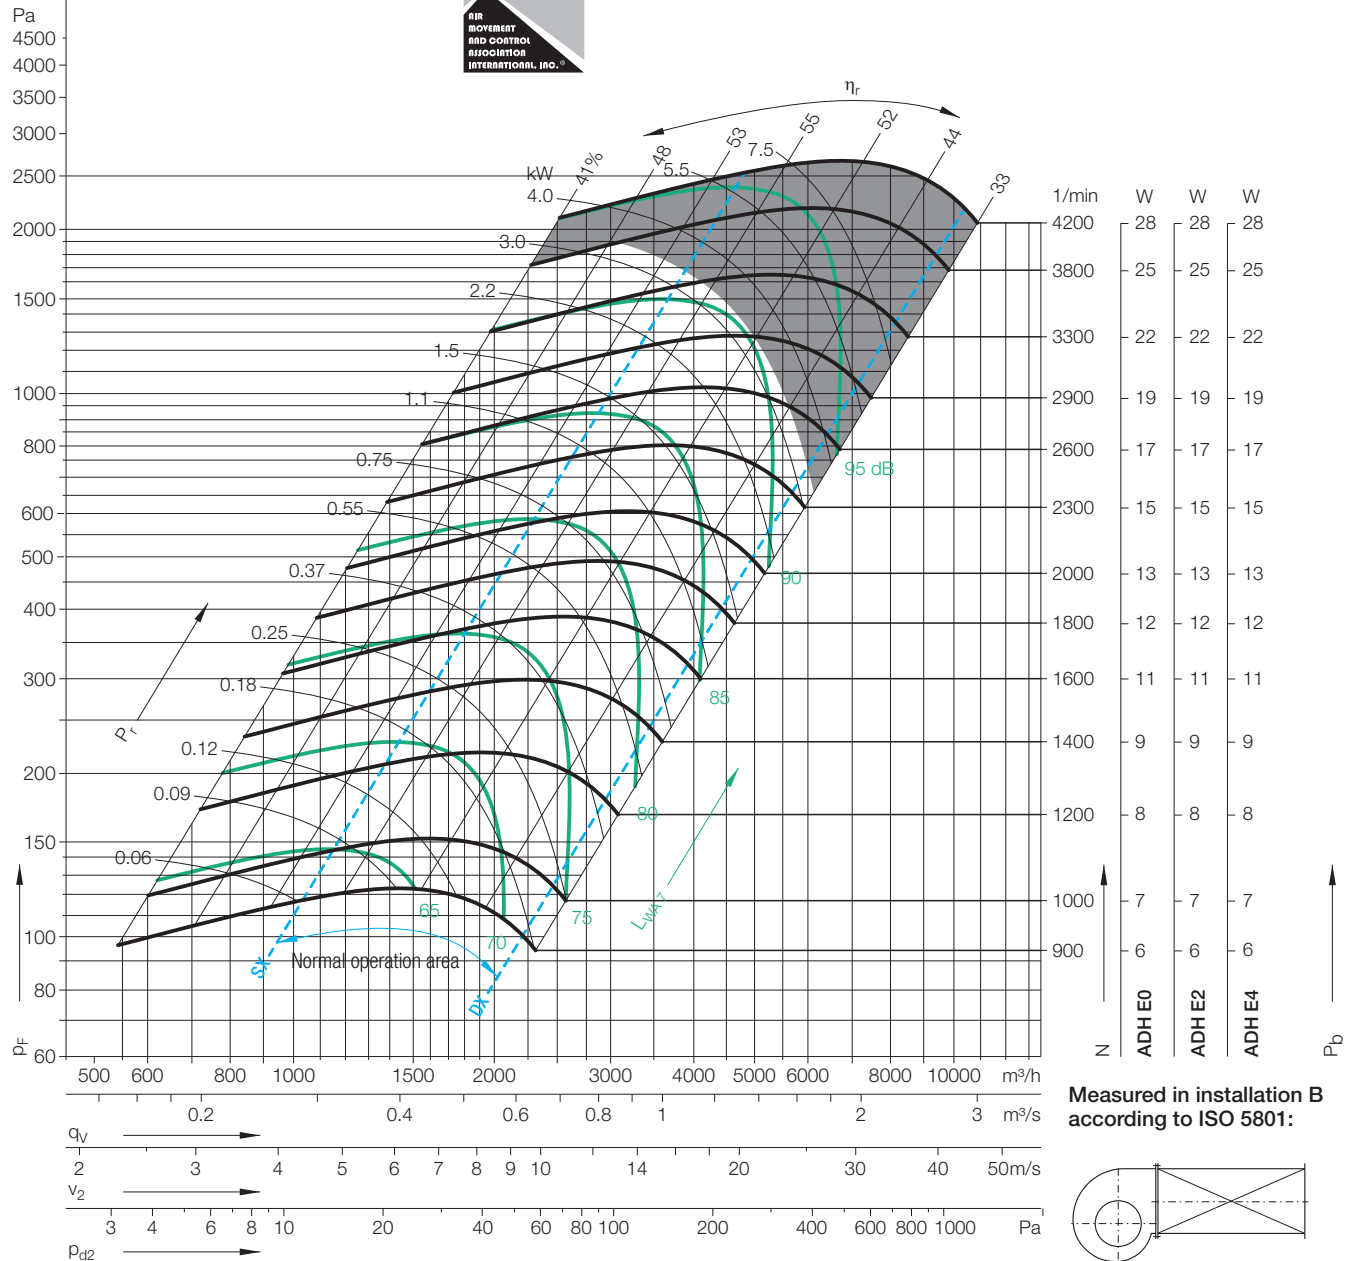 Pa
4500
4000
3500
3000
2500
2000
1500
1000
800
600
500
400
300
200
150
100
80
60
p_F
AIR
MOVEMENT
AND CONTROL
ASSOCIATION
INTERNATIONAL, INC.®
η_r
41% 48 53 55 52 44 33
kW
4.0 5.5 7.5
3.0
2.2
1.5
1.1
0.75
0.55
0.37
0.25
0.18
0.12
0.09
0.06
P_r
95 dB
90
85
80
75
70
65
L_WA 7
SX
DX
Normal operation area
1/min W W W
4200 28 28 28
3800 25 25 25
3300 22 22 22
2900 19 19 19
2600 17 17 17
2300 15 15 15
2000 13 13 13
1800 12 12 12
1600 11 11 11
1400 9 9 9
1200 8 8 8
1000 7 7 7
900 6 6 6
N ADH E0 ADH E2 ADH E4 P_b
500 600 800 1000 1500 2000 3000 4000 5000 6000 8000 10000 m³/h
0.2 0.4 0.6 0.8 1 2 3 m³/s
q_V
2 3 4 5 6 7 8 9 10 14 20 30 40 50 m/s
v_2
3 4 6 8 10 20 40 60 80 100 200 400 600 800 1000 Pa
p_d2
Measured in installation B
according to ISO 5801: